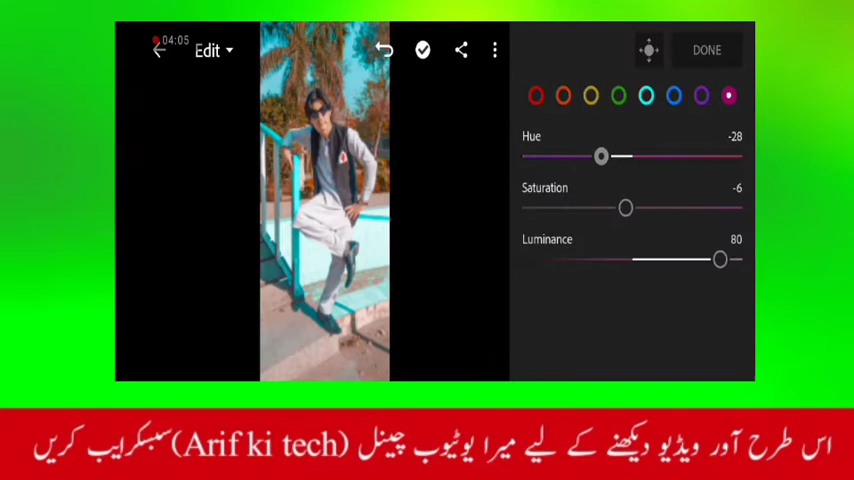 04:05
Edit
DONE
Hue -28
Saturation -6
Luminance 80
اس طرح آور ویڈیو دیکھنے کے لیے میرا یوٹیوب چینل (Arif ki tech)سبسکرایب کریں